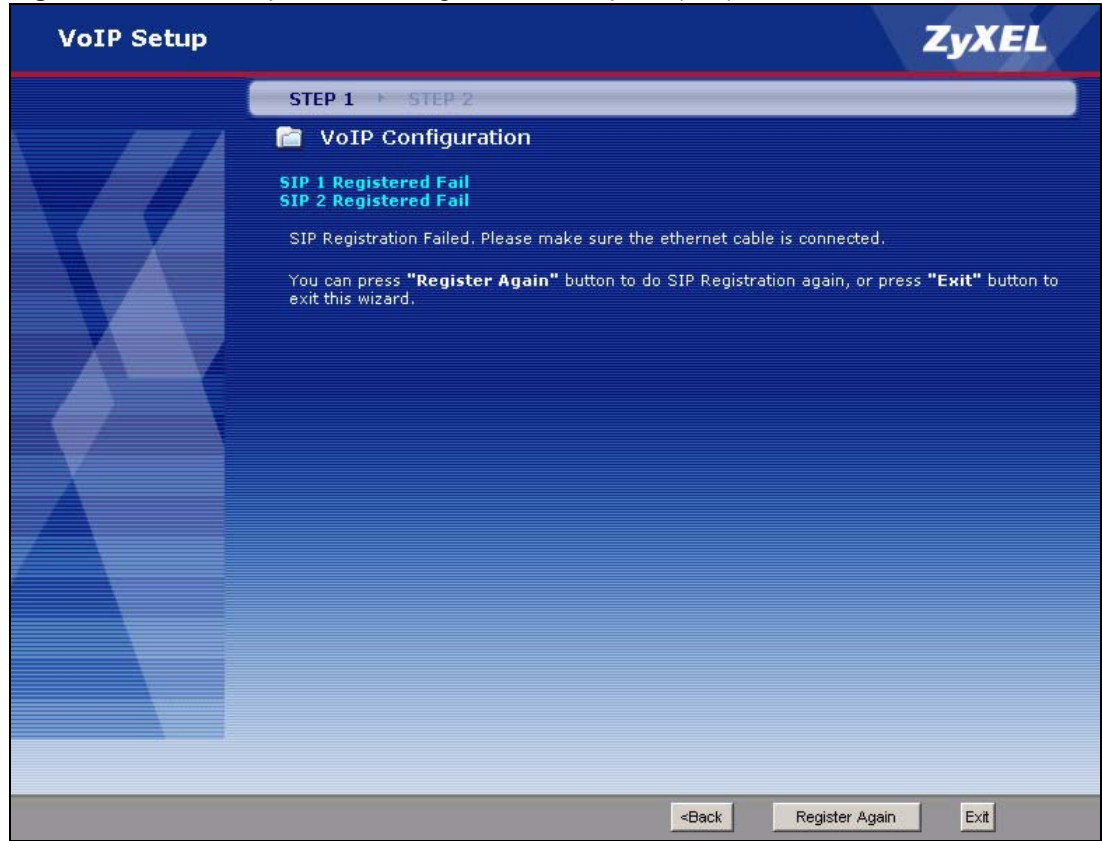 VoIP Setup
ZyXEL
STEP 1 STEP 2
VoIP Configuration
SIP 1 Registered Fail
SIP 2 Registered Fail
SIP Registration Failed. Please make sure the ethernet cable is connected.
You can press "Register Again" button to do SIP Registration again, or press "Exit" button to
exit this wizard.
<Back Register Again Exit